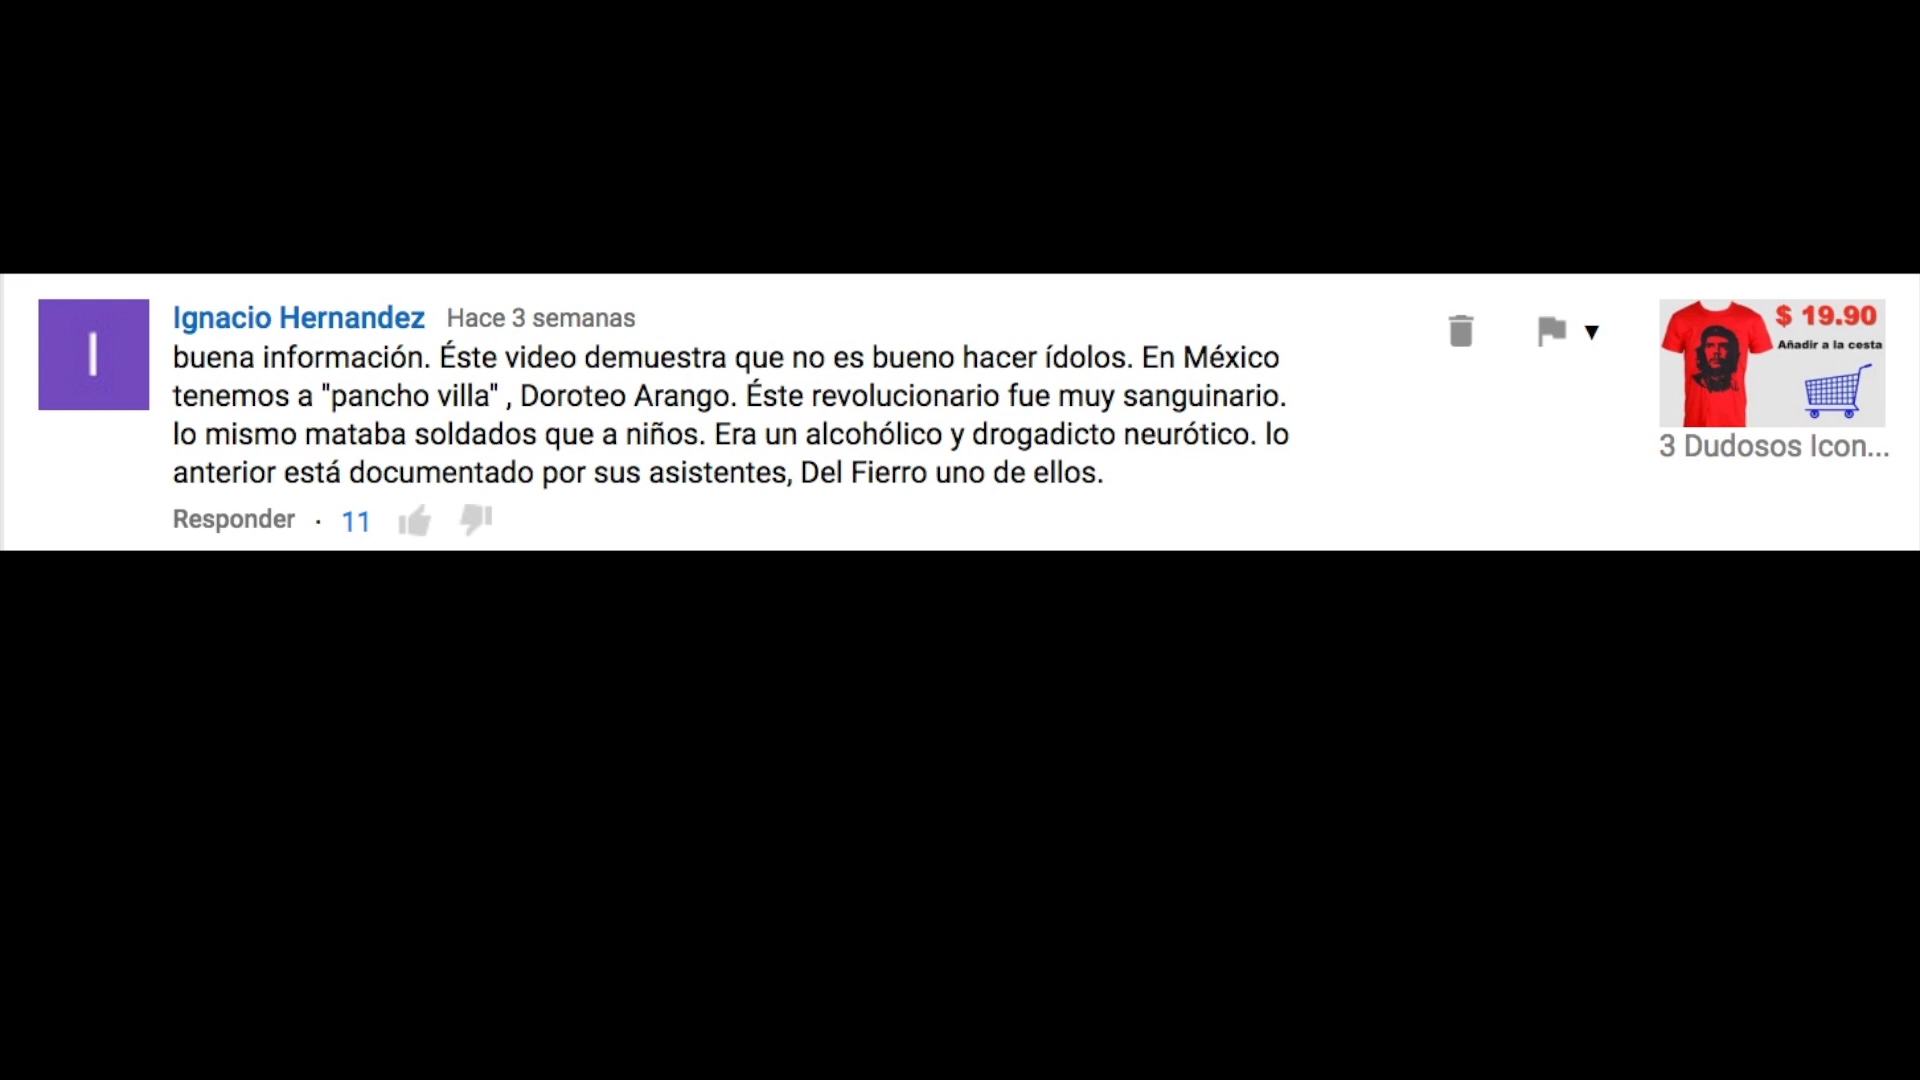 I
Ignacio Hernandez Hace 3 semanas
buena información. Éste video demuestra que no es bueno hacer ídolos. En México
tenemos a "pancho villa" , Doroteo Arango. Éste revolucionario fue muy sanguinario.
lo mismo mataba soldados que a niños. Era un alcohólico y drogadicto neurótico. lo
anterior está documentado por sus asistentes, Del Fierro uno de ellos.
Responder · 11
$ 19.90
Añadir a la cesta
3 Dudosos Icon...